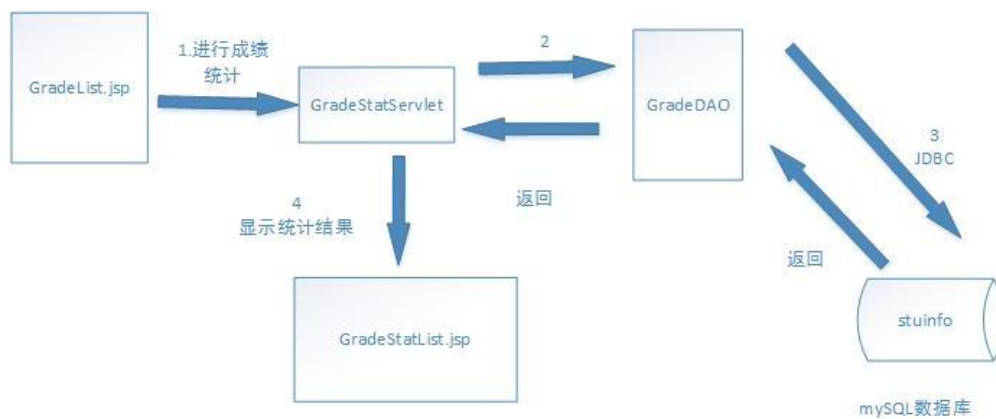 1.进行成绩
统计
GradeList.jsp
GradeStatServlet
2
GradeDAO
3
JDBC
返回
4
显示统计结果
返回
GradeStatList.jsp
stuinfo
mySQL数据库